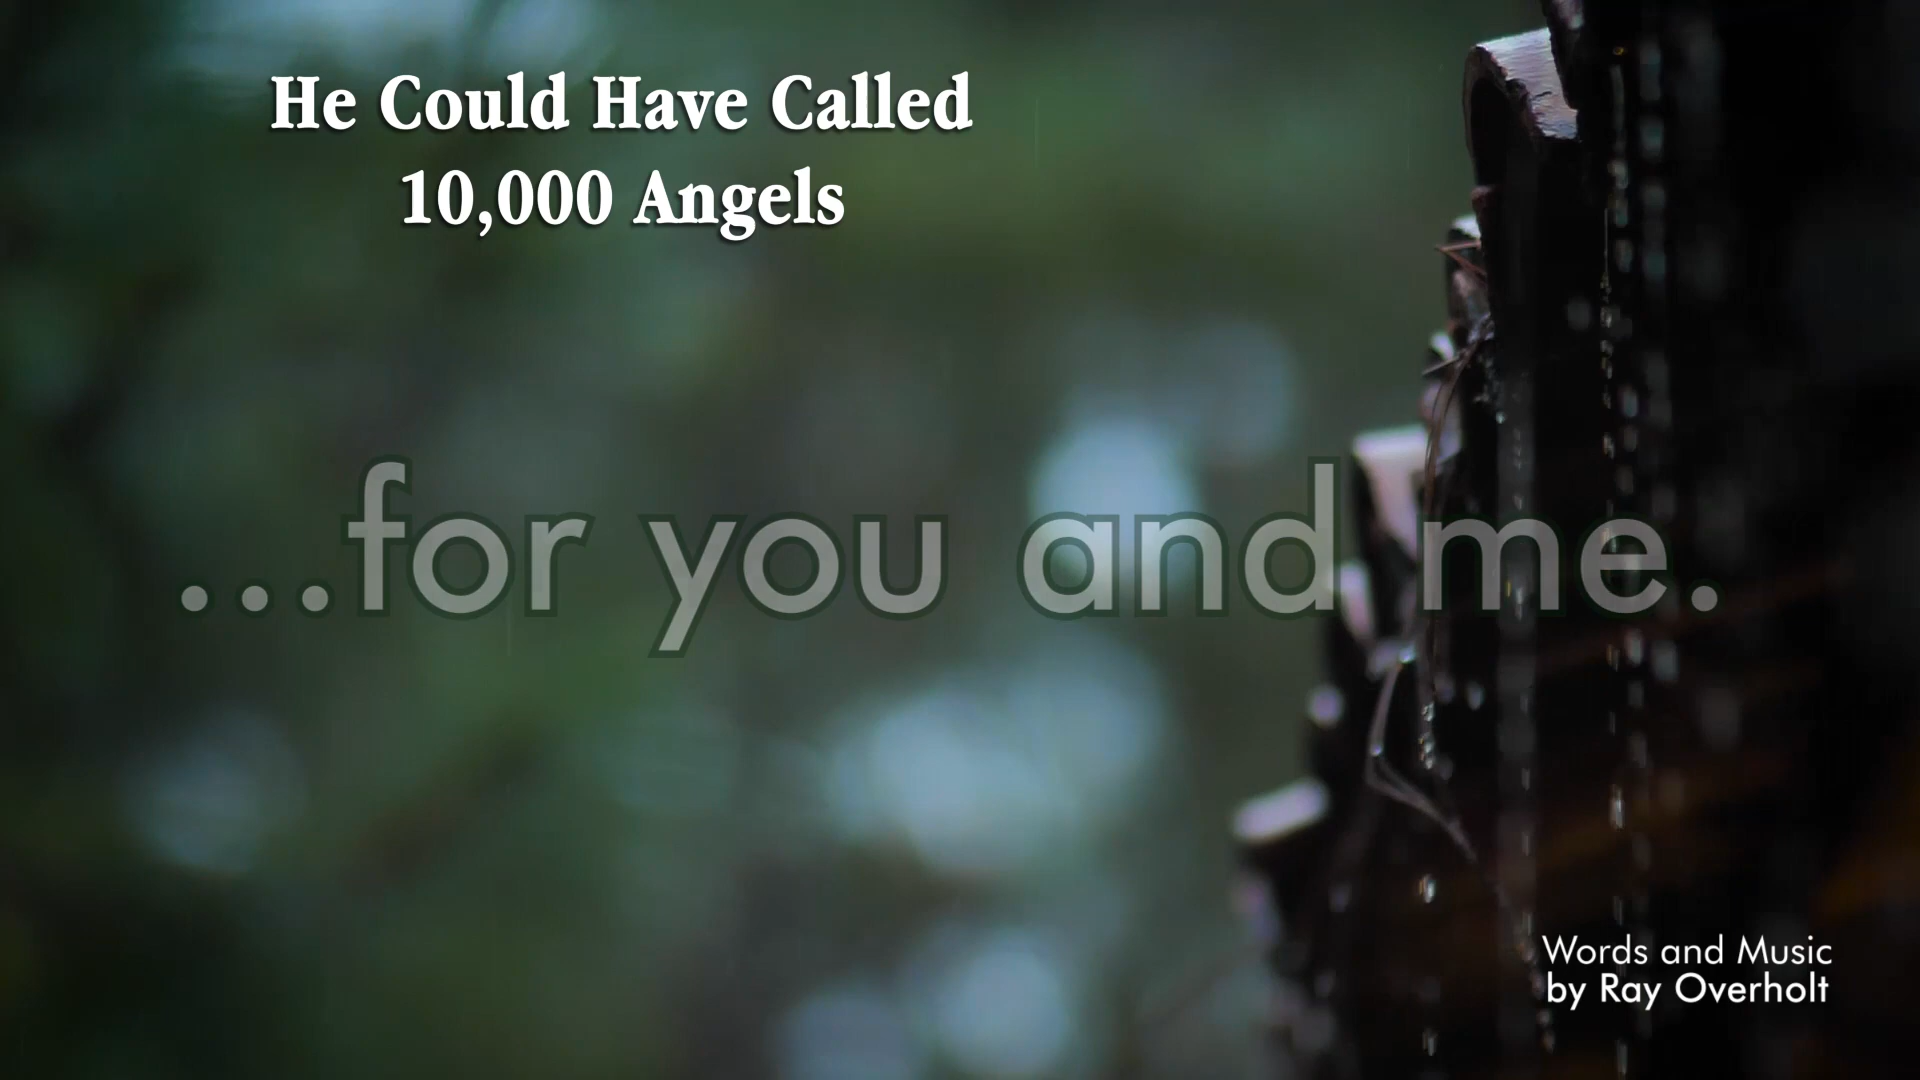 He Could Have Called
10,000 Angels
...for you and me.
Words and Music
by Ray Overholt